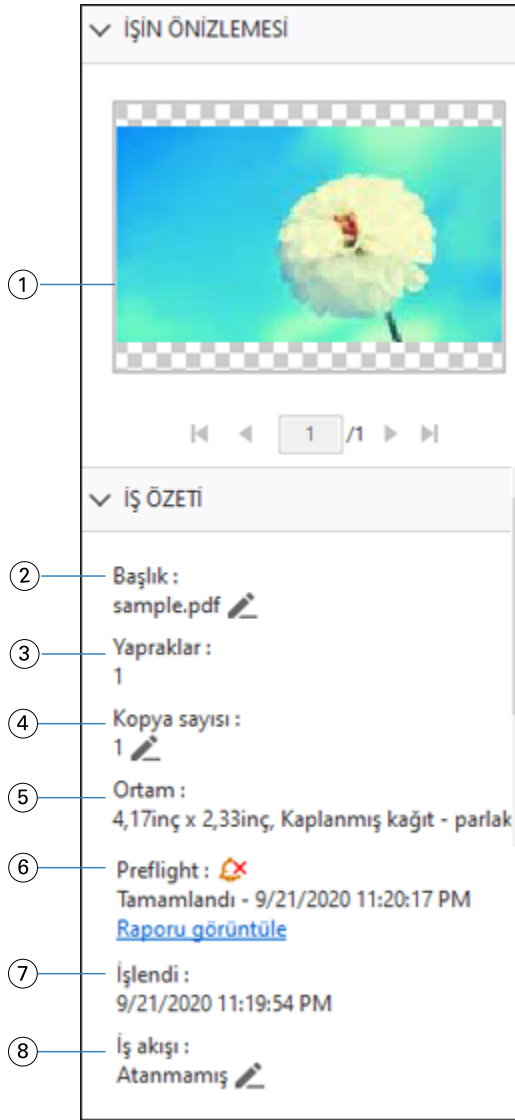 İŞİN ÖNİZLEMESİ
1
1 /1
İŞ ÖZETİ
2 Başlık :
sample.pdf
3 Yapraklar :
1
4 Kopya sayısı :
1
5 Ortam :
4,17inç x 2,33inç, Kaplanmış kağıt - parlak
6 Preflight :
Tamamlandı - 9/21/2020 11:20:17 PM
Raporu görüntüle
7 İşlendi :
9/21/2020 11:19:54 PM
8 İş akışı :
Atanmamış